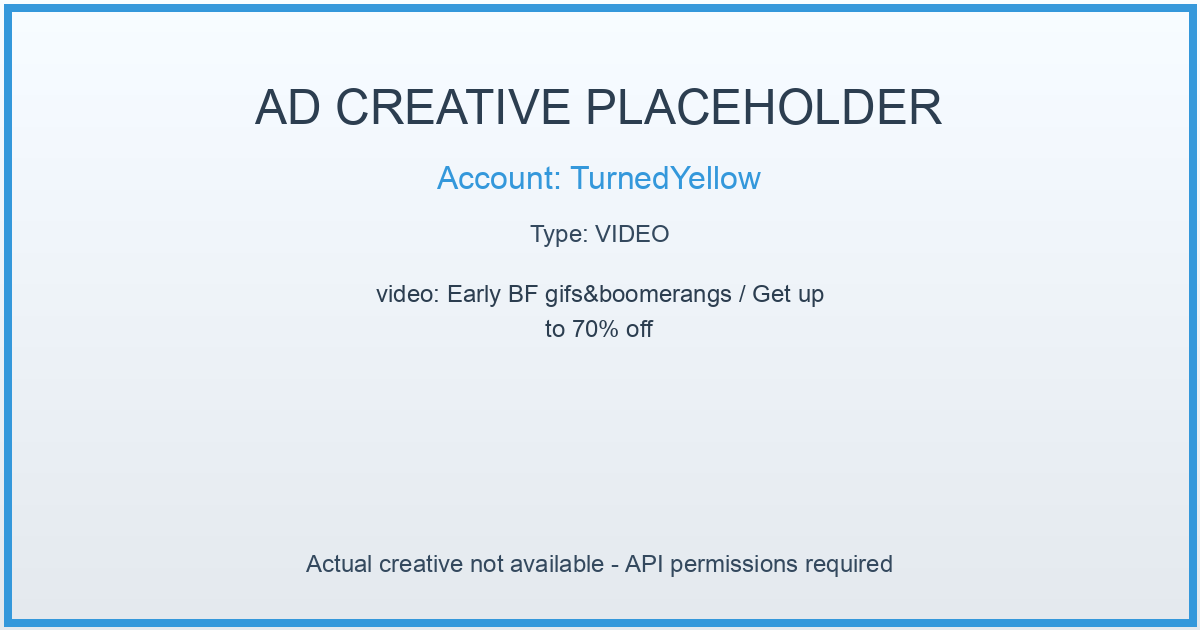 AD CREATIVE PLACEHOLDER
Account: TurnedYellow
Type: VIDEO
video: Early BF gifs&boomerangs / Get up
to 70% off
Actual creative not available - API permissions required